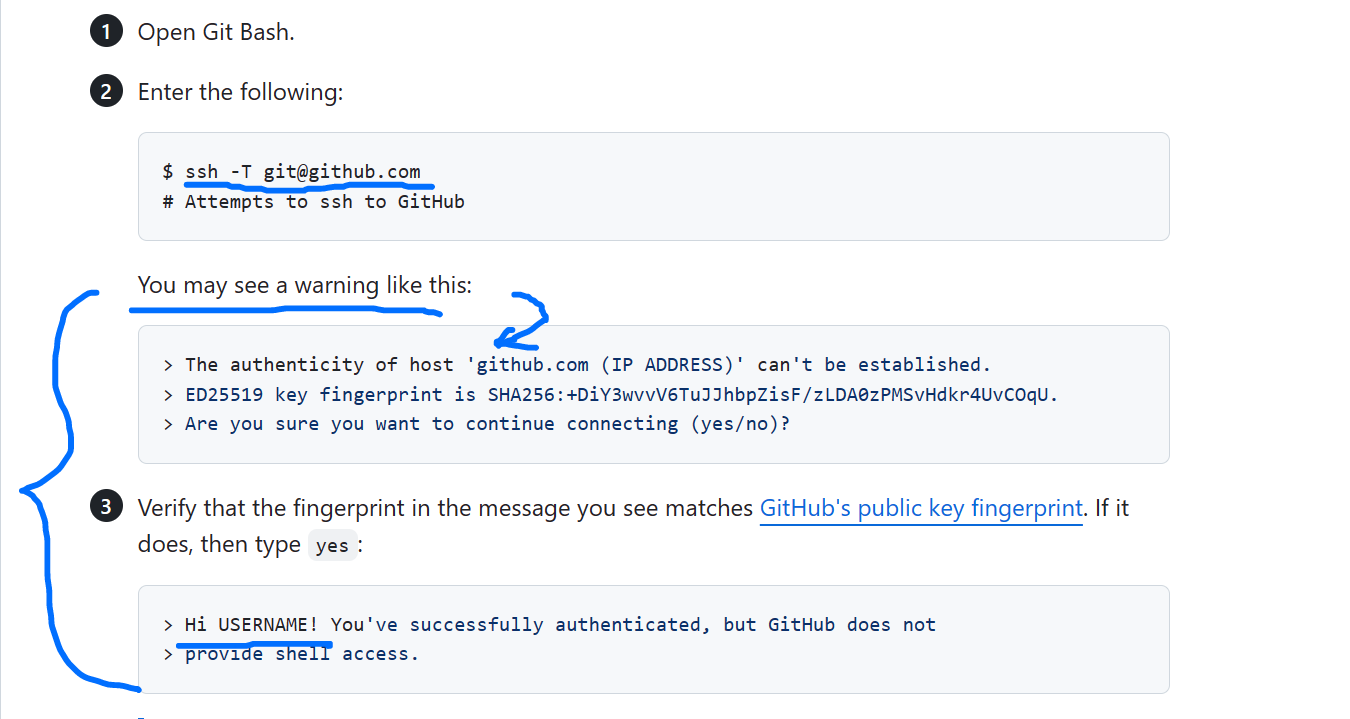 1 Open Git Bash.
2 Enter the following:
$ ssh -T git@github.com
# Attempts to ssh to GitHub
You may see a warning like this:
> The authenticity of host 'github.com (IP ADDRESS)' can't be established.
> ED25519 key fingerprint is SHA256:+DiY3wvvV6TuJJhbpZisF/zLDA0zPMSvHdkr4UvCOqU.
> Are you sure you want to continue connecting (yes/no)?
3 Verify that the fingerprint in the message you see matches GitHub's public key fingerprint. If it
does, then type yes :
> Hi USERNAME! You've successfully authenticated, but GitHub does not
> provide shell access.